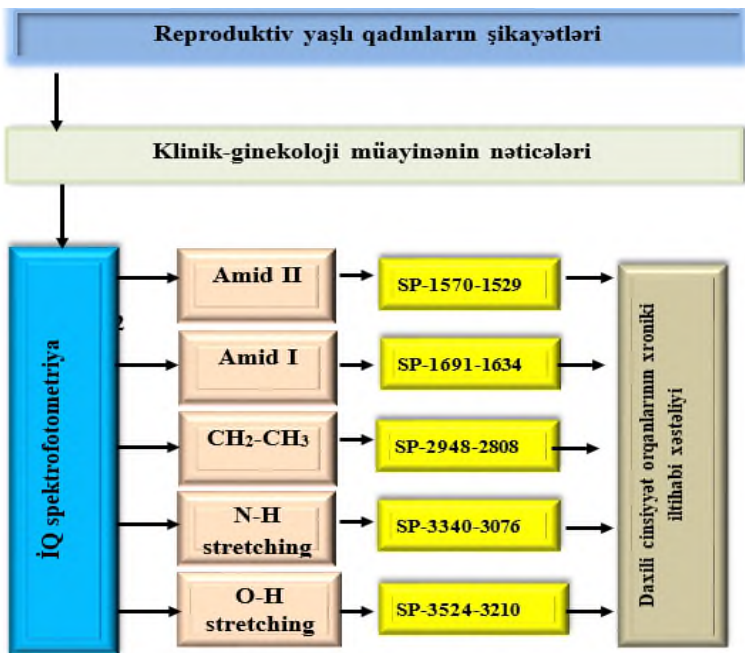 Reproduktiv yaşlı qadınların şikayətləri
Klinik-ginekoloji müayinənin nəticələri
İQ spektrofotometriya
2
Amid II
SP-1570-1529
Amid I
SP-1691-1634
CH₂-CH₃
SP-2948-2808
N-H
stretching
SP-3340-3076
O-H
stretching
SP-3524-3210
Daxili cinsiyyət orqanlarının xroniki
iltihabi xəstəliyi